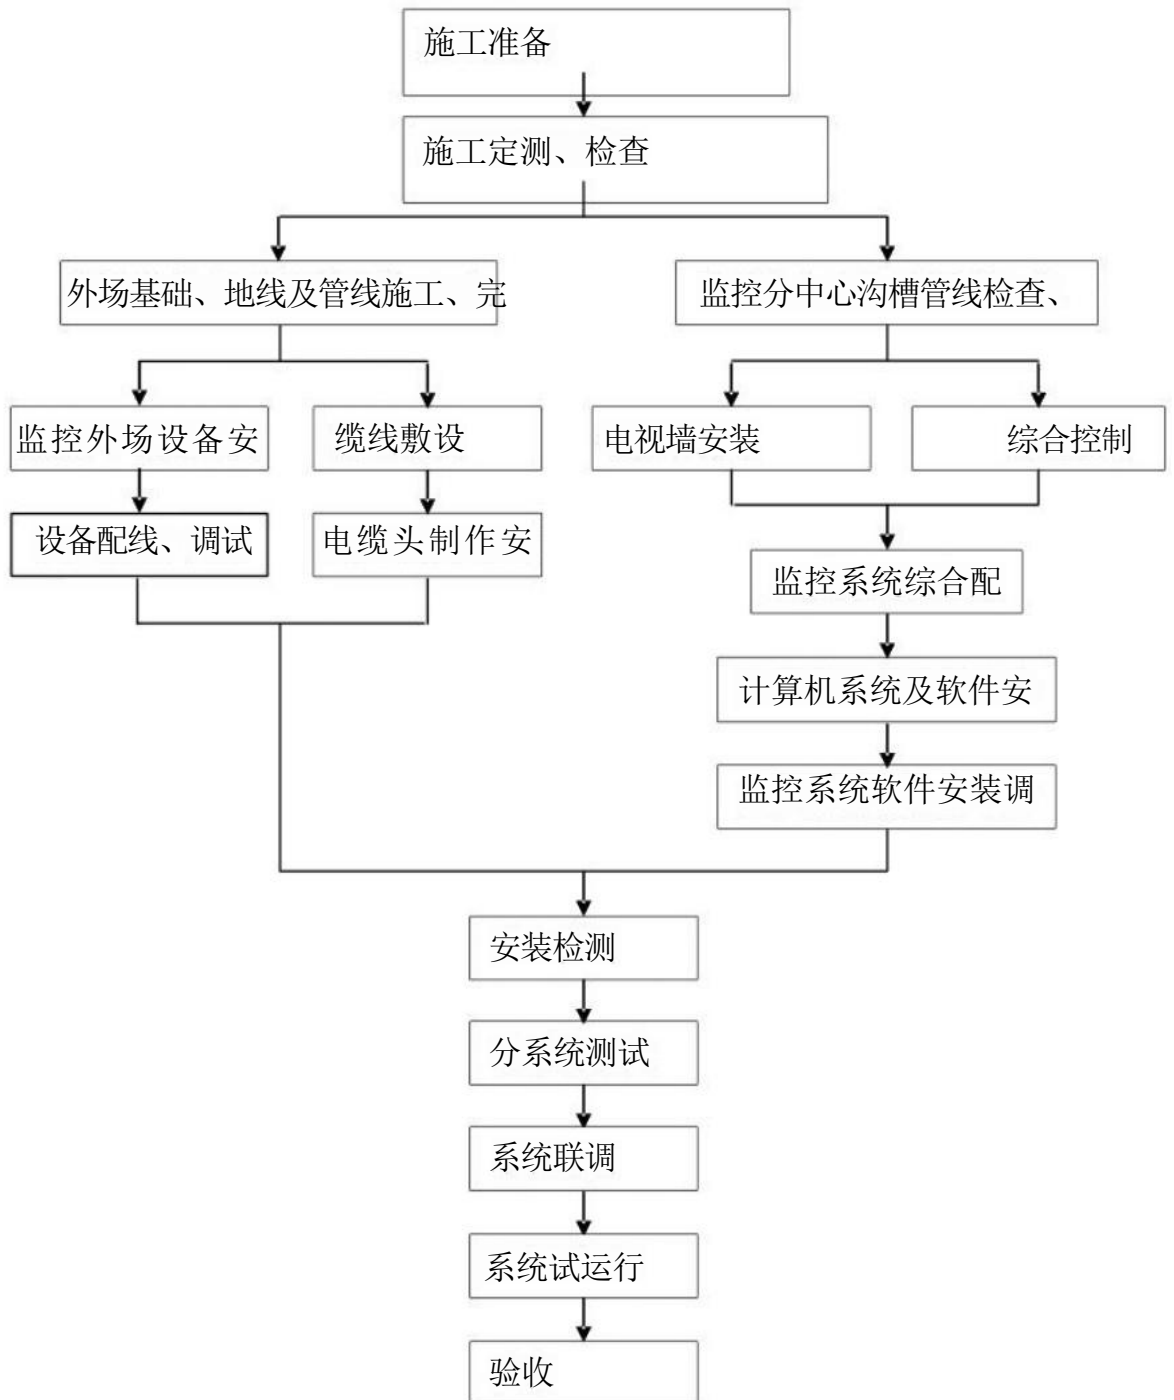 施工准备
施工定测、检查
外场基础、地线及管线施工、完
监控分中心沟槽管线检查、
监控外场设备安
缆线敷设
电视墙安装
综合控制
设备配线、调试
电缆头制作安
监控系统综合配
计算机系统及软件安
监控系统软件安装调
安装检测
分系统测试
系统联调
系统试运行
验收